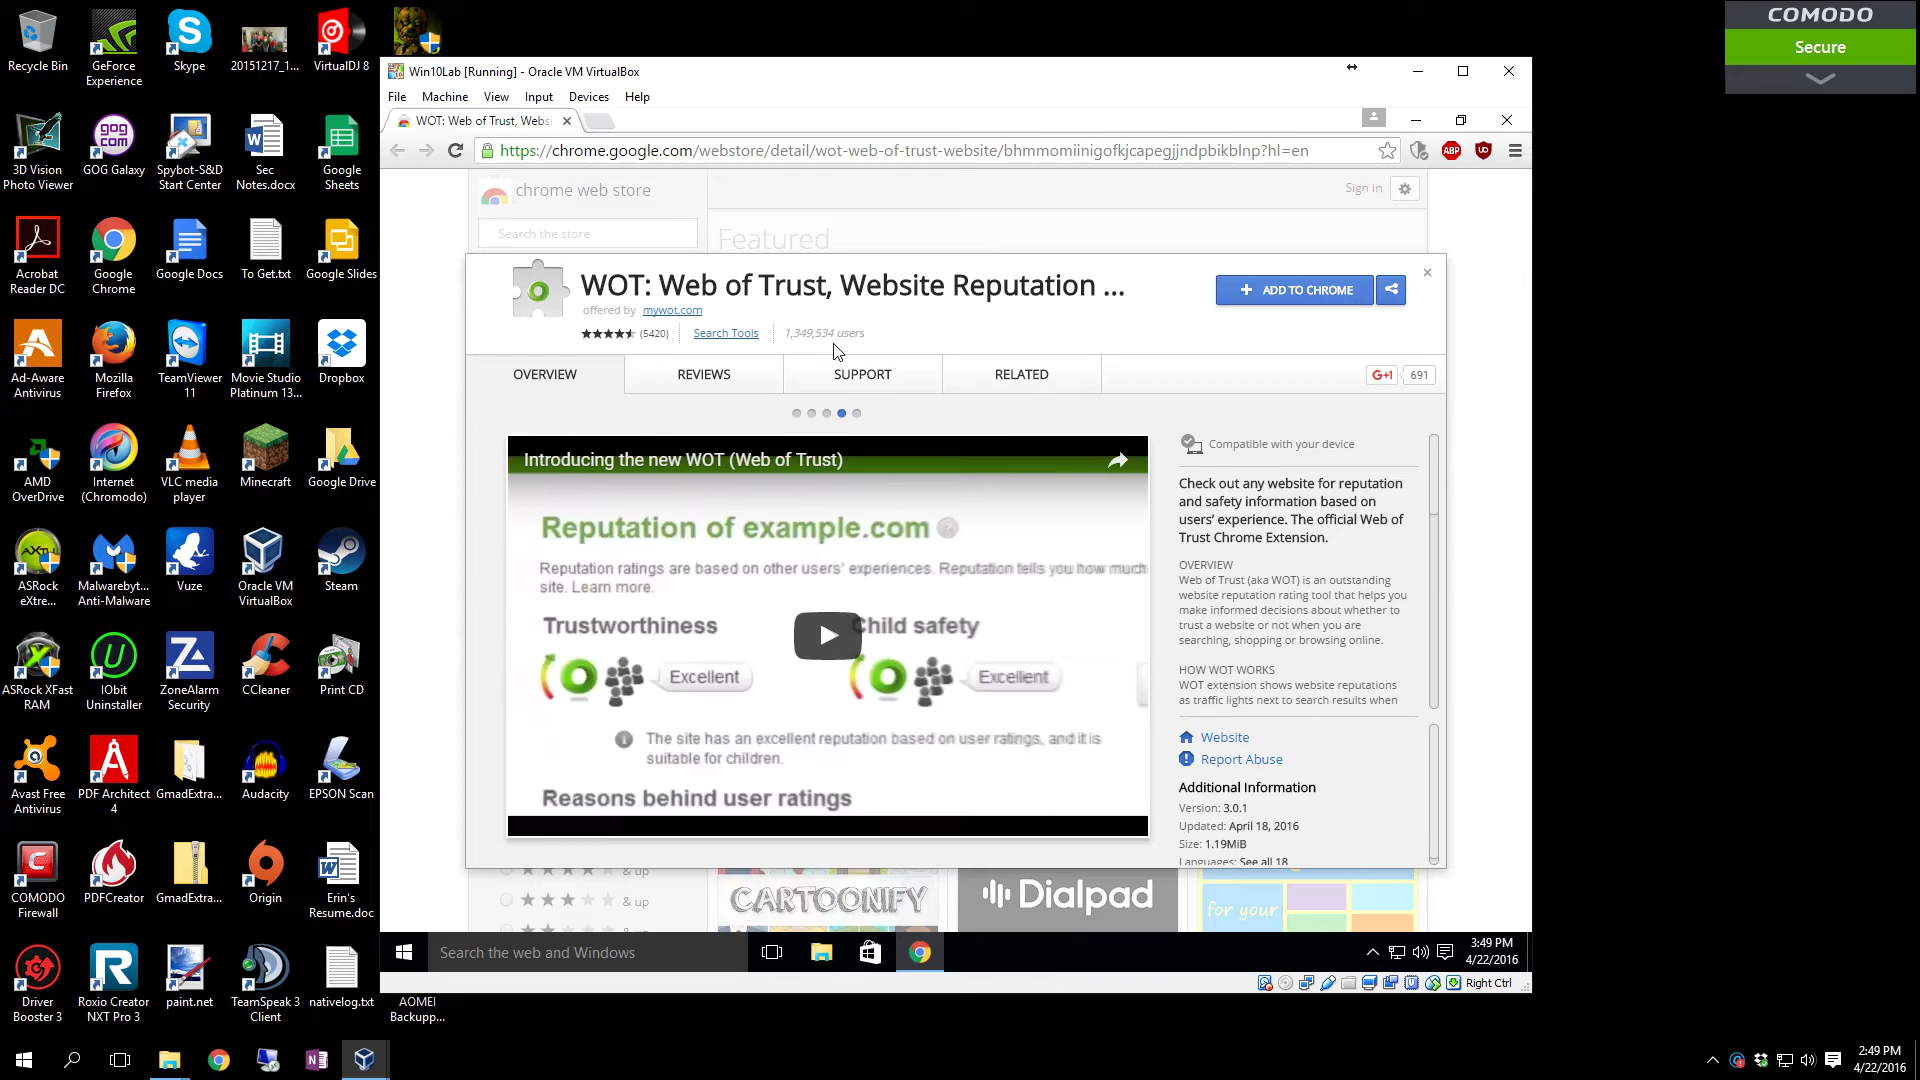 Recycle Bin
GeForce
Experience
Skype
20151217_1...
VirtualDJ 8
3D Vision
Photo Viewer
GOG Galaxy
Spybot-S&D
Start Center
Sec
Notes.docx
Google
Sheets
Acrobat
Reader DC
Google
Chrome
Google Docs
To Get.txt
Google Slides
Ad-Aware
Antivirus
Mozilla
Firefox
TeamViewer
11
Movie Studio
Platinum 13...
Dropbox
AMD
OverDrive
Internet
(Chromodo)
VLC media
player
Minecraft
Google Drive
ASRock
eXtre...
Malwarebyt...
Anti-Malware
Vuze
Oracle VM
VirtualBox
Steam
ASRock XFast
RAM
IObit
Uninstaller
ZoneAlarm
Security
CCleaner
Print CD
Avast Free
Antivirus
PDF Architect
4
GmadExtra...
Audacity
EPSON Scan
COMODO
Firewall
PDFCreator
GmadExtra...
Origin
Erin's
Resume.doc
Driver
Booster 3
Roxio Creator
NXT Pro 3
paint.net
TeamSpeak 3
Client
nativelog.txt
AOMEI
Backupp...
COMODO
Secure
Win10Lab [Running] - Oracle VM VirtualBox
File Machine View Input Devices Help
WOT: Web of Trust, Websi
https://chrome.google.com/webstore/detail/wot-web-of-trust-website/bhmmomiinigofkjcapegjjndpbikblnp?hl=en
ABP
chrome web store
Sign in
Search the store
Featured
WOT: Web of Trust, Website Reputation ...
ADD TO CHROME
offered by mywot.com
(5420) Search Tools 1,349,534 users
OVERVIEW REVIEWS SUPPORT RELATED
G+1 691
Introducing the new WOT (Web of Trust)
Reputation of example.com
Reputation ratings are based on other users' experiences. Reputation tells you how much
site. Learn more.
Trustworthiness Child safety
Excellent Excellent
The site has an excellent reputation based on user ratings, and it is
suitable for children.
Reasons behind user ratings
Compatible with your device
Check out any website for reputation
and safety information based on
users' experience. The official Web of
Trust Chrome Extension.
OVERVIEW
Web of Trust (aka WOT) is an outstanding
website reputation rating tool that helps you
make informed decisions about whether to
trust a website or not when you are
searching, shopping or browsing online.
HOW WOT WORKS
WOT extension shows website reputations
as traffic lights next to search results when
Website
Report Abuse
Additional Information
Version: 3.0.1
Updated: April 18, 2016
Size: 1.19MiB
Languages: See all 18
& up
& up
CARTOONIFY
Dialpad
for your
Search the web and Windows
3:49 PM
4/22/2016
Right Ctrl
2:49 PM
4/22/2016